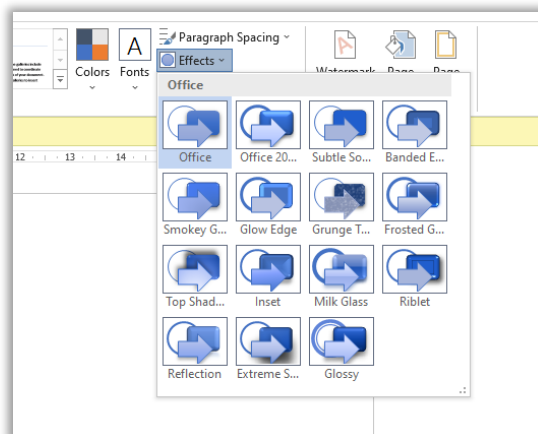 Paragraph Spacing
Effects
Colors
Fonts
Watermark Page Page
Office
Office
Office 20...
Subtle So...
Banded E...
Smokey G...
Glow Edge
Grunge T...
Frosted G...
Top Shad...
Inset
Milk Glass
Riblet
Reflection
Extreme S...
Glossy
12 13 14
A
A